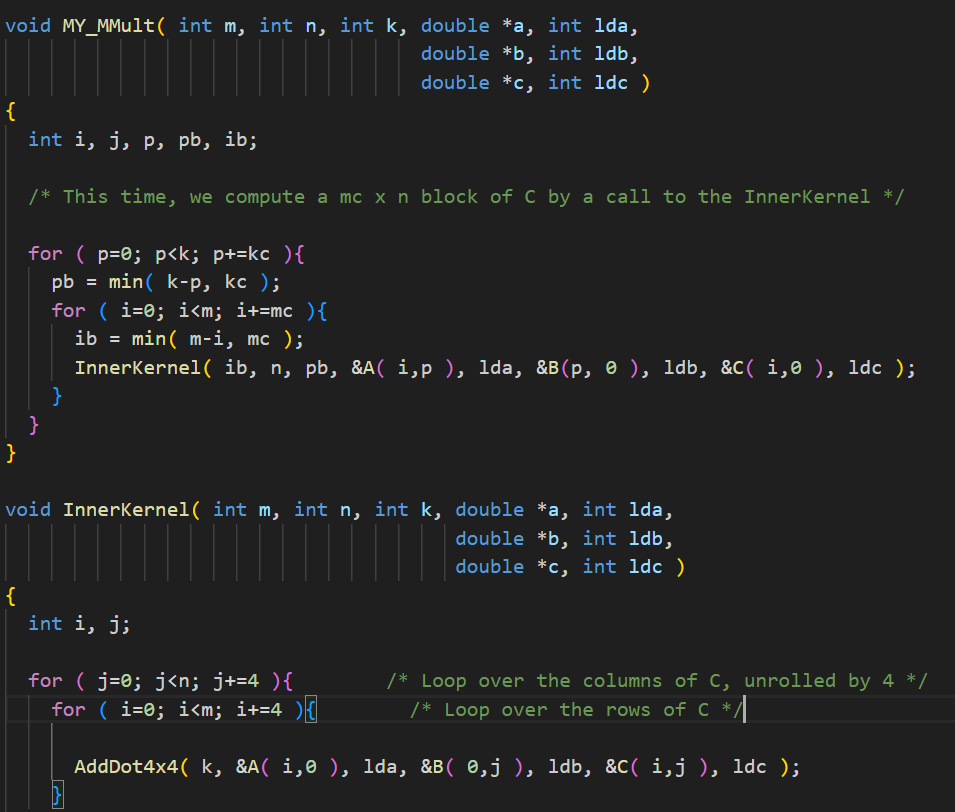 void MY_MMult( int m, int n, int k, double *a, int lda,
                                    double *b, int ldb,
                                    double *c, int ldc )
{
  int i, j, p, pb, ib;

  /* This time, we compute a mc x n block of C by a call to the InnerKernel */

  for ( p=0; p<k; p+=kc ){
    pb = min( k-p, kc );
    for ( i=0; i<m; i+=mc ){
      ib = min( m-i, mc );
      InnerKernel( ib, n, pb, &A( i,p ), lda, &B(p, 0 ), ldb, &C( i,0 ), ldc );
    }
  }
}

void InnerKernel( int m, int n, int k, double *a, int lda,
                                       double *b, int ldb,
                                       double *c, int ldc )
{
  int i, j;

  for ( j=0; j<n; j+=4 ){        /* Loop over the columns of C, unrolled by 4 */
    for ( i=0; i<m; i+=4 ){        /* Loop over the rows of C */

      AddDot4x4( k, &A( i,0 ), lda, &B( 0,j ), ldb, &C( i,j ), ldc );
    }